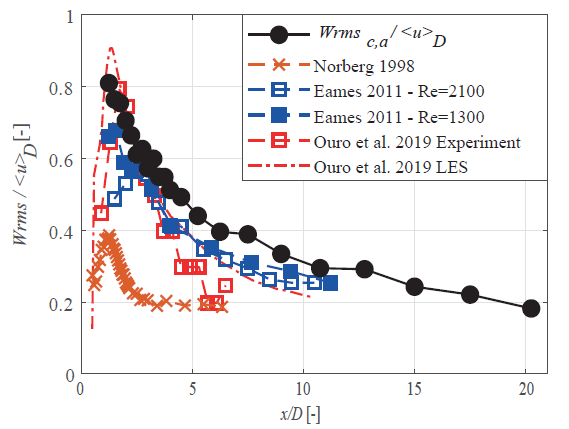 1
0.8
0.6
0.4
0.2
0
0
5
10
15
20
Wrms / <u>D [-]
x/D [-]
Wrms c,a / <u>D
Norberg 1998
Eames 2011 - Re=2100
Eames 2011 - Re=1300
Ouro et al. 2019 Experiment
Ouro et al. 2019 LES